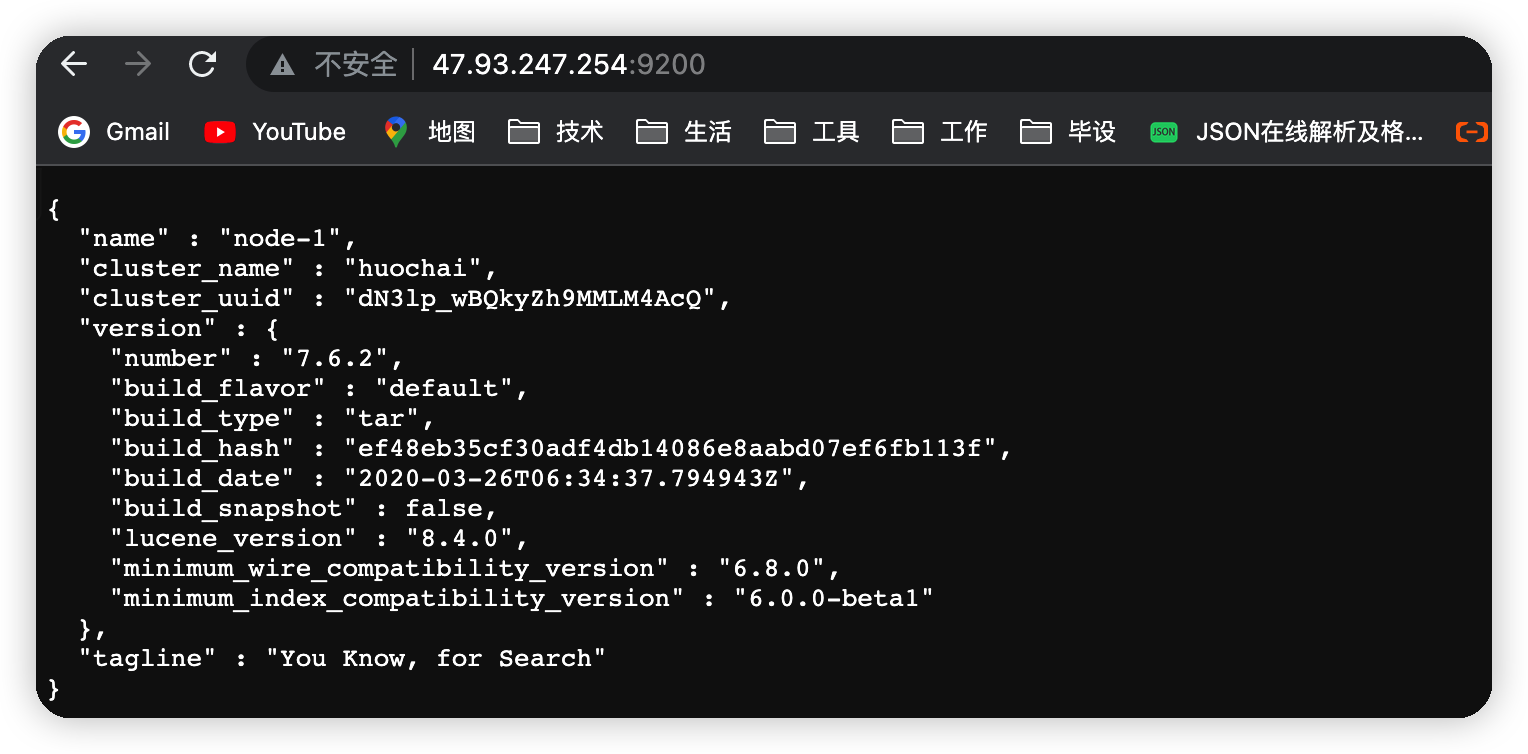 不安全 47.93.247.254:9200
Gmail YouTube 地图 技术 生活 工具 工作 毕设 JSON JSON在线解析及格...
{
"name" : "node-1",
"cluster_name" : "huochai",
"cluster_uuid" : "dN3lp_wBQkyZh9MMLM4AcQ",
"version" : {
"number" : "7.6.2",
"build_flavor" : "default",
"build_type" : "tar",
"build_hash" : "ef48eb35cf30adf4db14086e8aabd07ef6fb113f",
"build_date" : "2020-03-26T06:34:37.794943Z",
"build_snapshot" : false,
"lucene_version" : "8.4.0",
"minimum_wire_compatibility_version" : "6.8.0",
"minimum_index_compatibility_version" : "6.0.0-beta1"
},
"tagline" : "You Know, for Search"
}